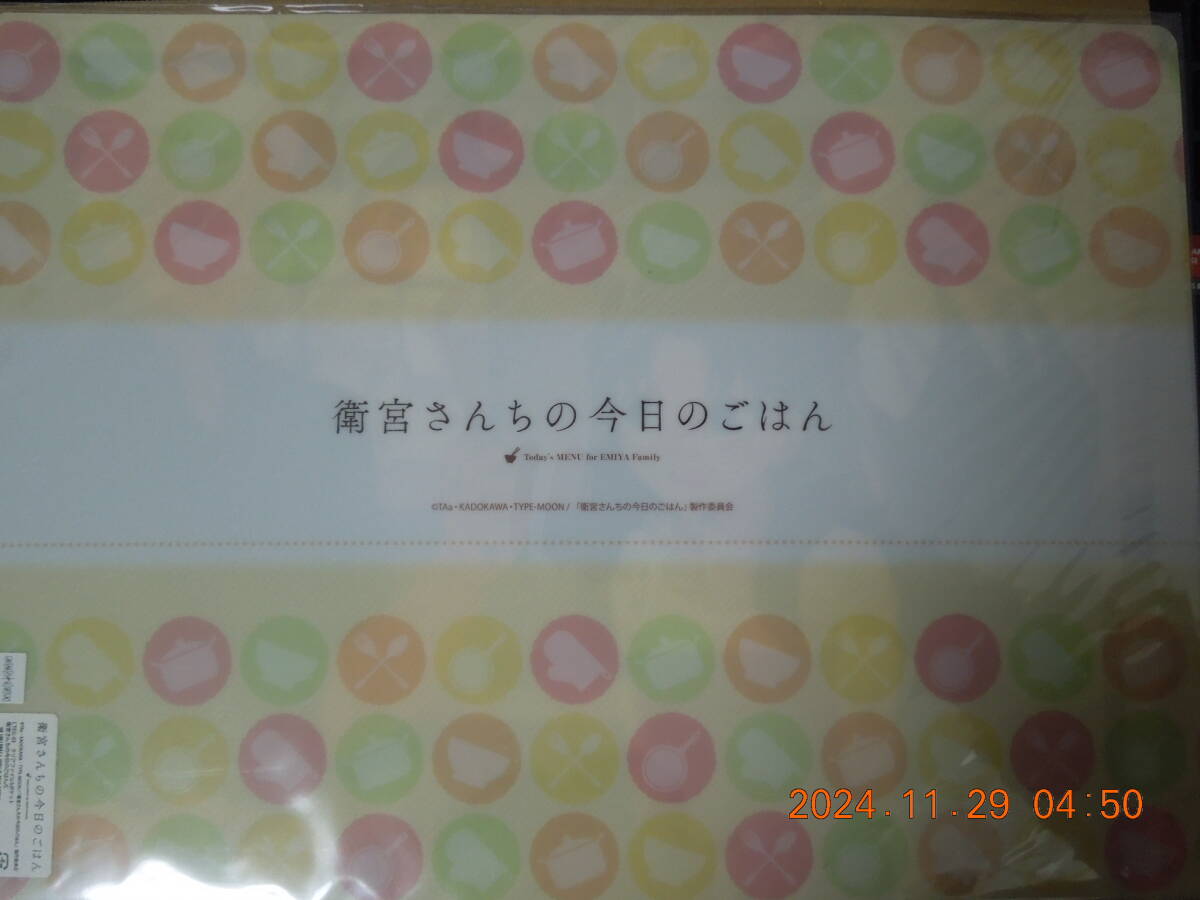 衛宮さんちの今日のごはん
Today's MENU for EMIYA Family
©TAa・KADOKAWA・TYPE-MOON/「衛宮さんちの今日のごはん」製作委員会
衛宮さんちの今日のごはん
2024.11.29 04:50